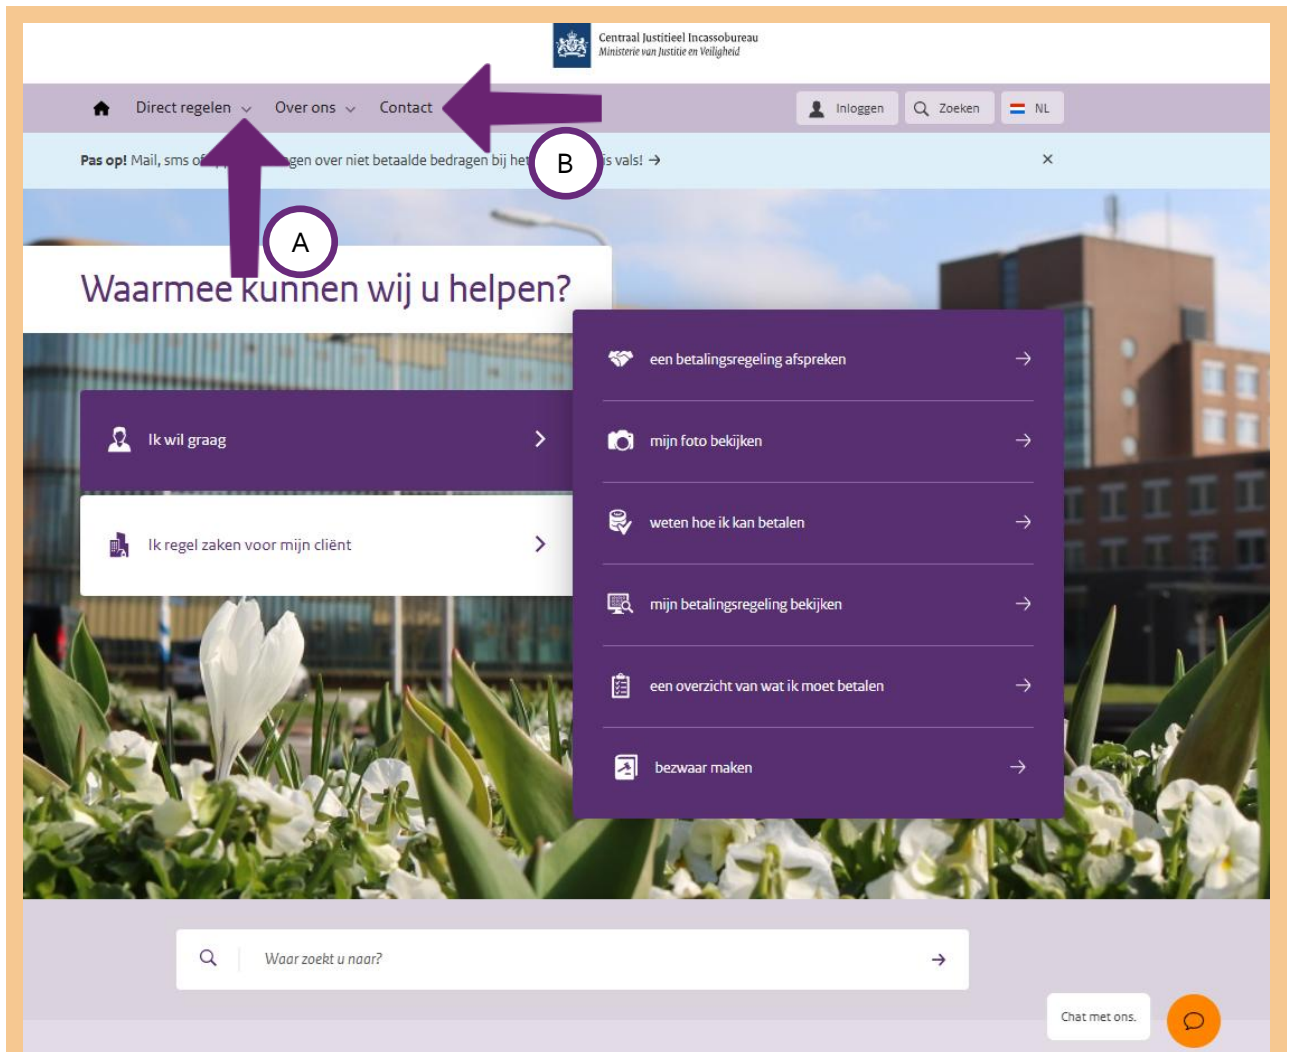 Centraal Justitieel Incassobureau
Ministerie van Justitie en Veiligheid
Direct regelen
Over ons
Contact
Inloggen
Zoeken
NL
B
Pas op! Mail, sms of over niet betaalde bedragen bij het is vals!
A
Waarmee kunnen wij u helpen?
een betalingsregeling afspreken
Ik wil graag
mijn foto bekijken
weten hoe ik kan betalen
Ik regel zaken voor mijn cliënt
mijn betalingsregeling bekijken
een overzicht van wat ik moet betalen
bezwaar maken
Waar zoekt u naar?
Chat met ons.